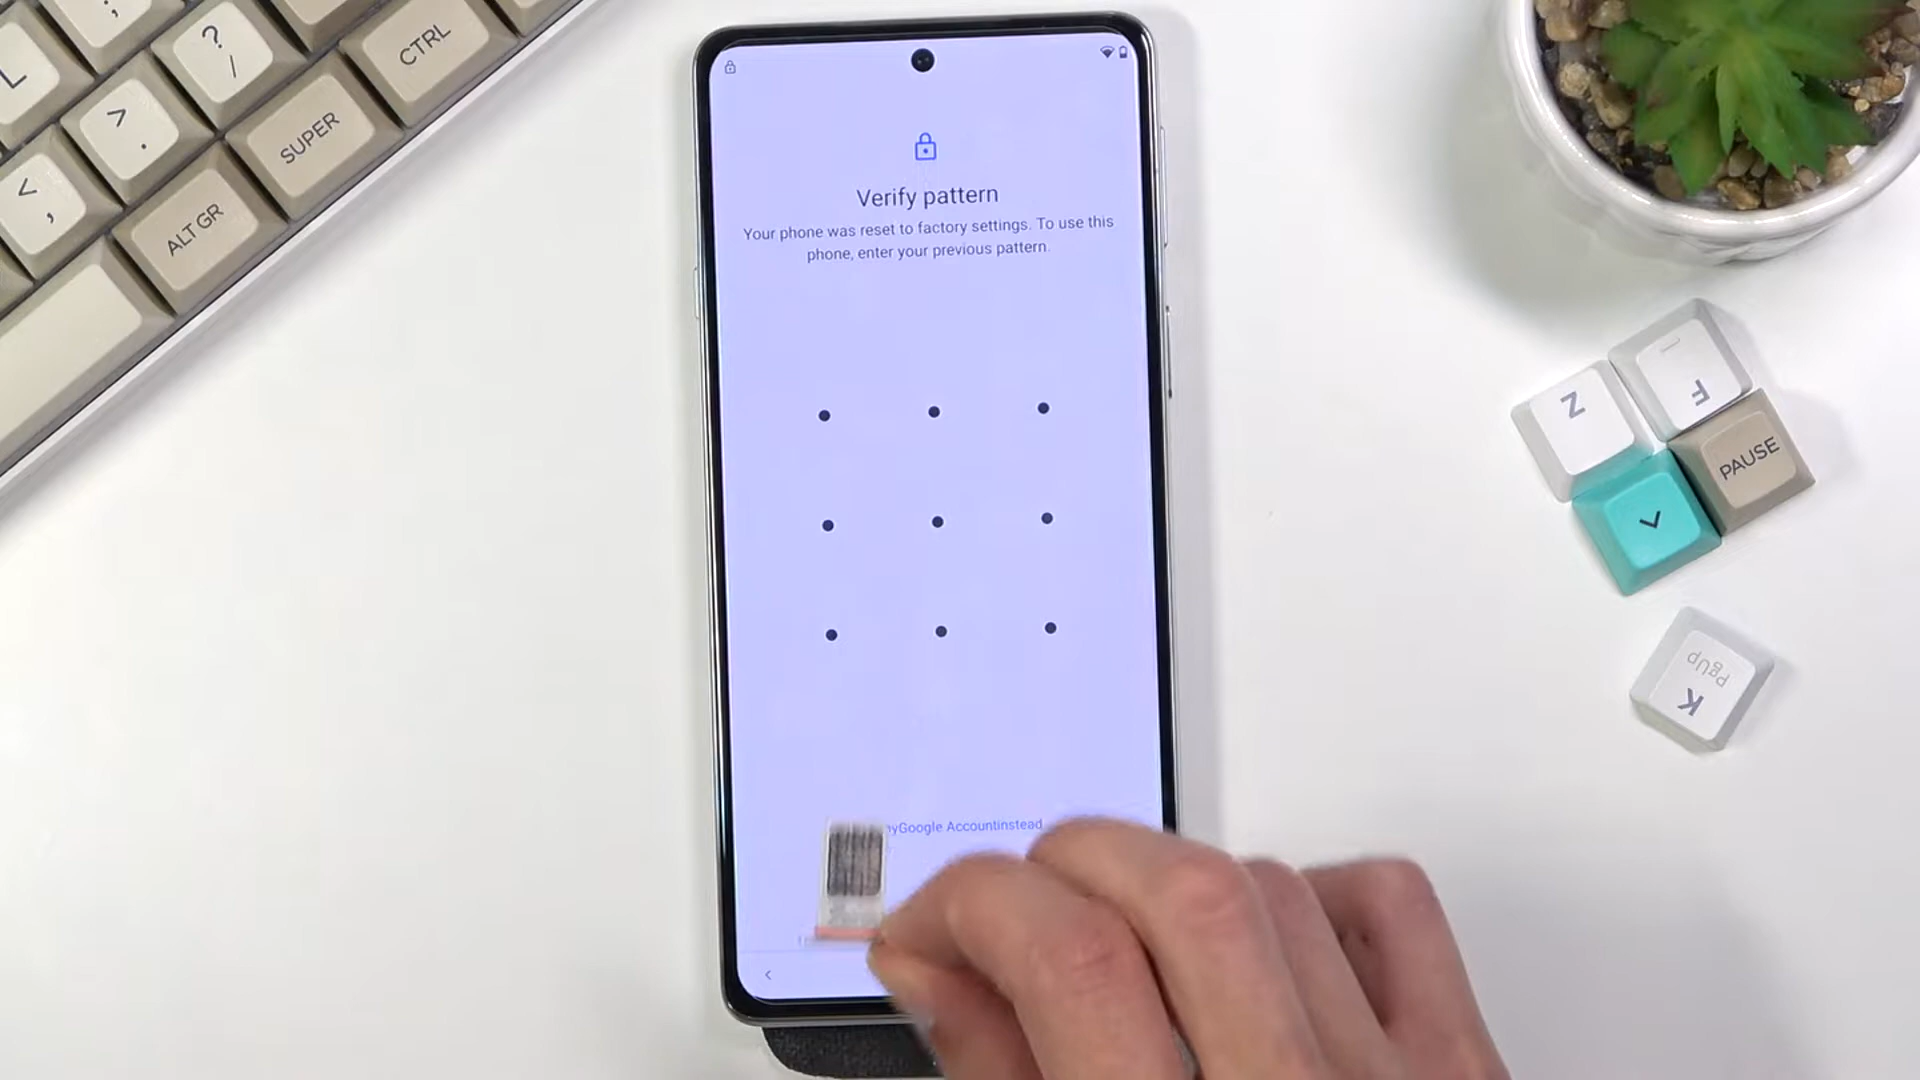 L
;
?
/
CTRL
>
.
SUPER
<
,
ALT GR
Verify pattern
Your phone was reset to factory settings. To use this
phone, enter your previous pattern.
Google Accountinstead
Z
F
PAUSE
PgUp
K